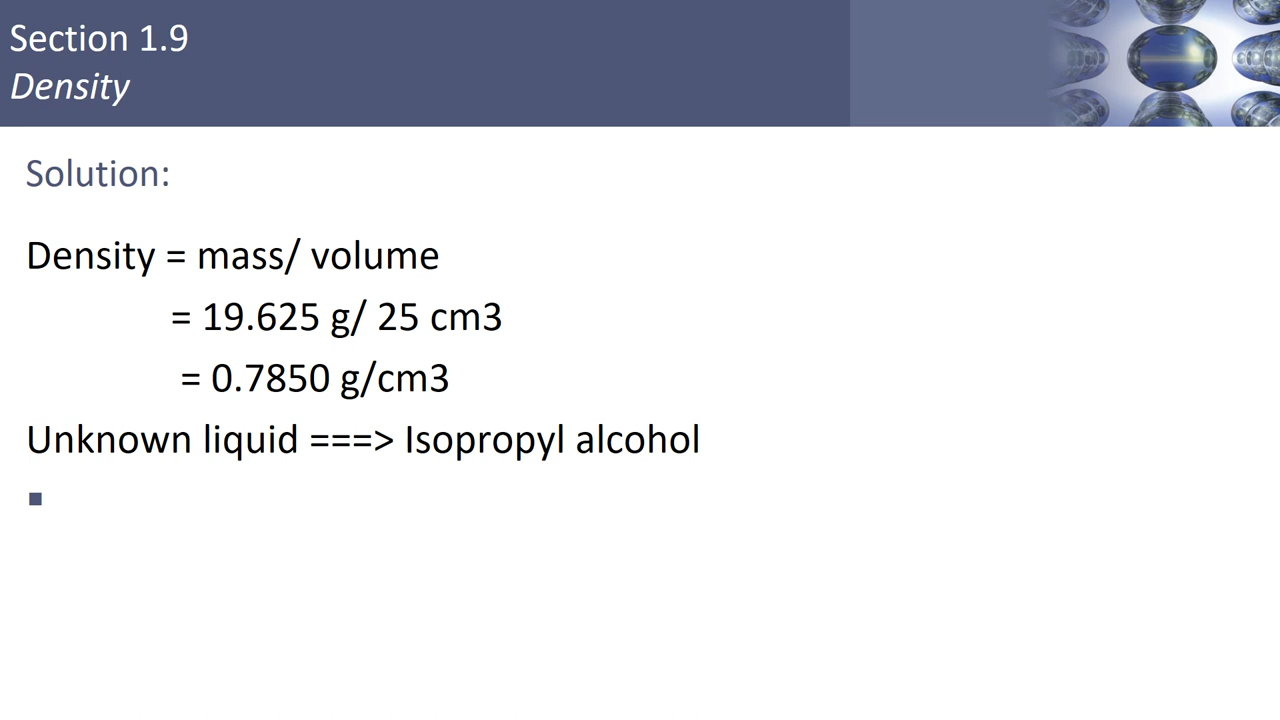 Section 1.9
Density
Solution:
Density = mass/ volume
= 19.625 g/ 25 cm3
= 0.7850 g/cm3
Unknown liquid ===> Isopropyl alcohol